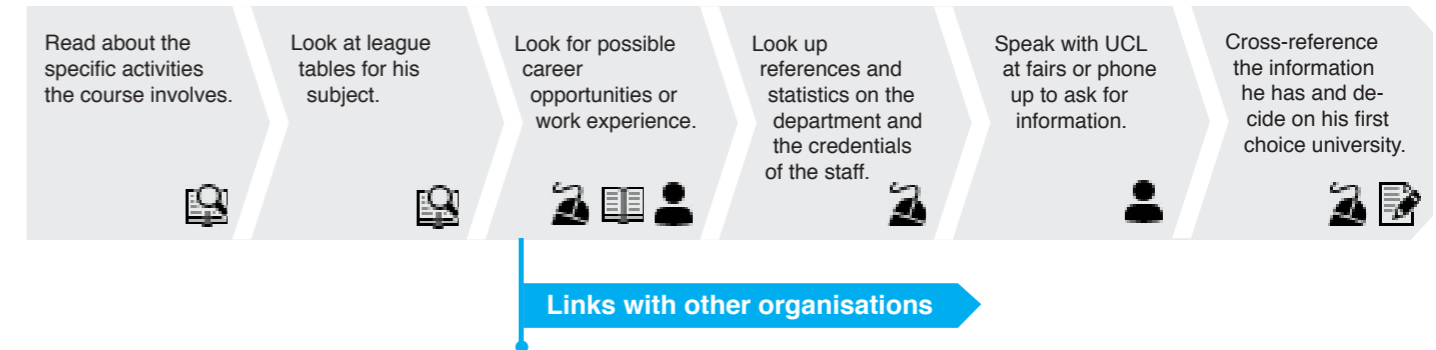 Read about the
specific activities
the course involves.
Look at league
tables for his
subject.
Look for possible
career
opportunities or
work experience.
Look up
references and
statistics on the
department and
the credentials
of the staff.
Speak with UCL
at fairs or phone
up to ask for
information.
Cross-reference
the information
he has and de-
cide on his first
choice university.
Links with other organisations